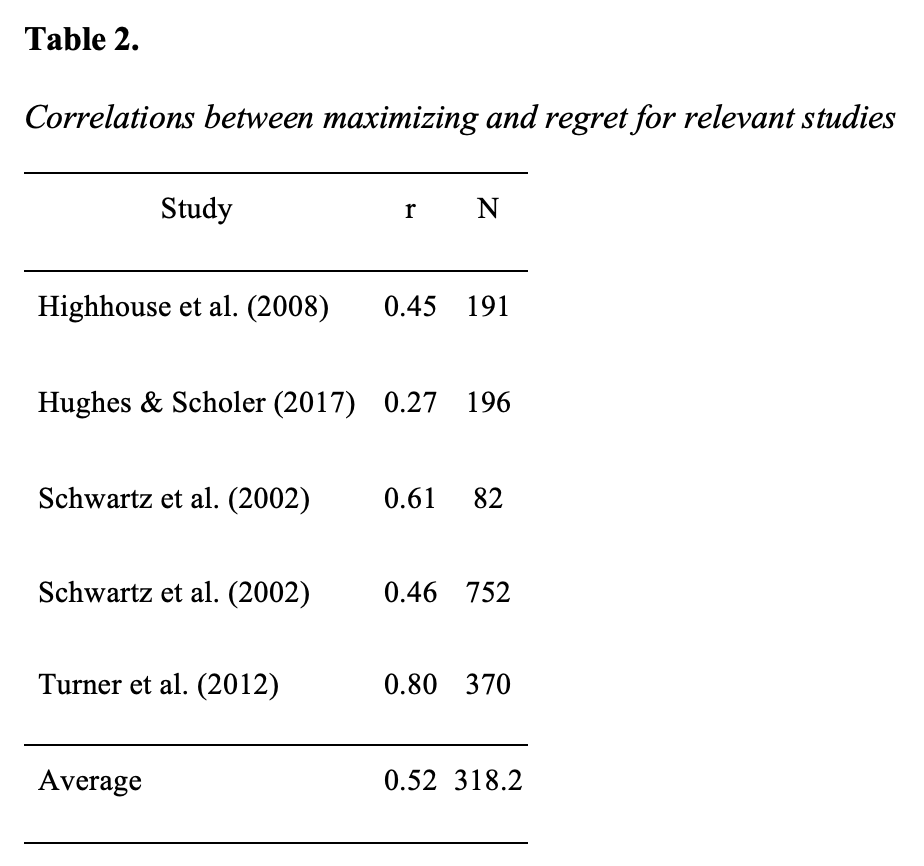 Table 2.
Correlations between maximizing and regret for relevant studies
Study r N
Highhouse et al. (2008) 0.45 191
Hughes & Scholer (2017) 0.27 196
Schwartz et al. (2002) 0.61 82
Schwartz et al. (2002) 0.46 752
Turner et al. (2012) 0.80 370
Average 0.52 318.2